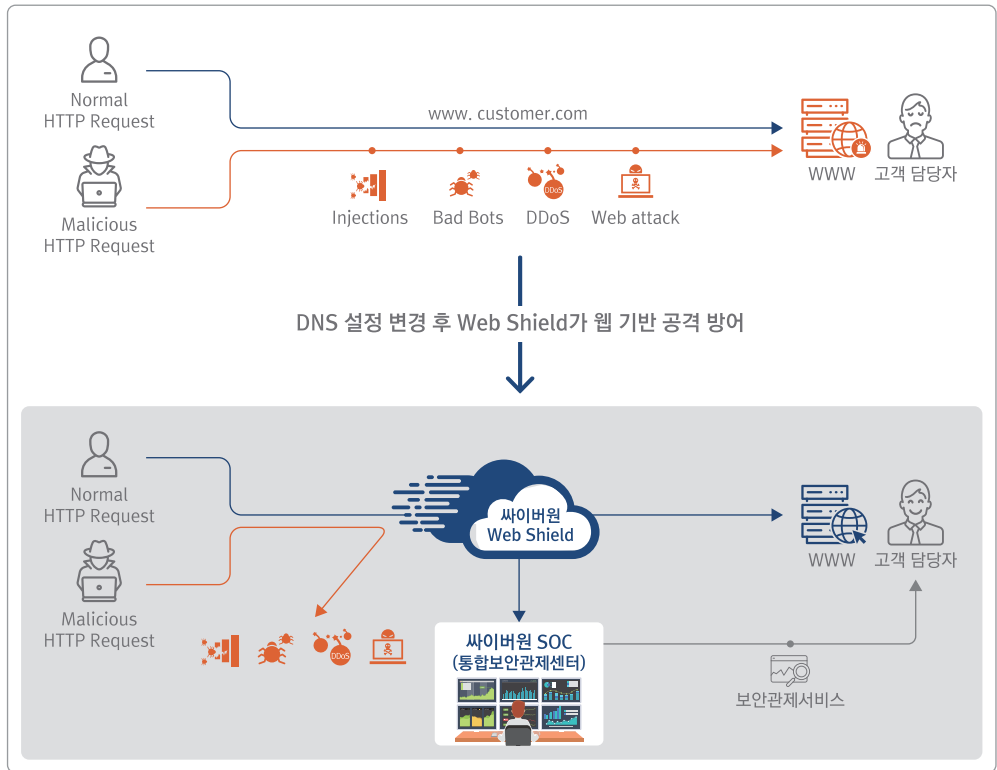 Normal
HTTP Request
www. customer.com
Malicious
HTTP Request
Injections
Bad Bots
DDoS
DDoS
Web attack
WWW
고객 담당자
DNS 설정 변경 후 Web Shield가 웹 기반 공격 방어
Normal
HTTP Request
싸이버원
Web Shield
WWW
고객 담당자
Malicious
HTTP Request
DDoS
싸이버원 SOC
(통합보안관제센터)
보안관제서비스